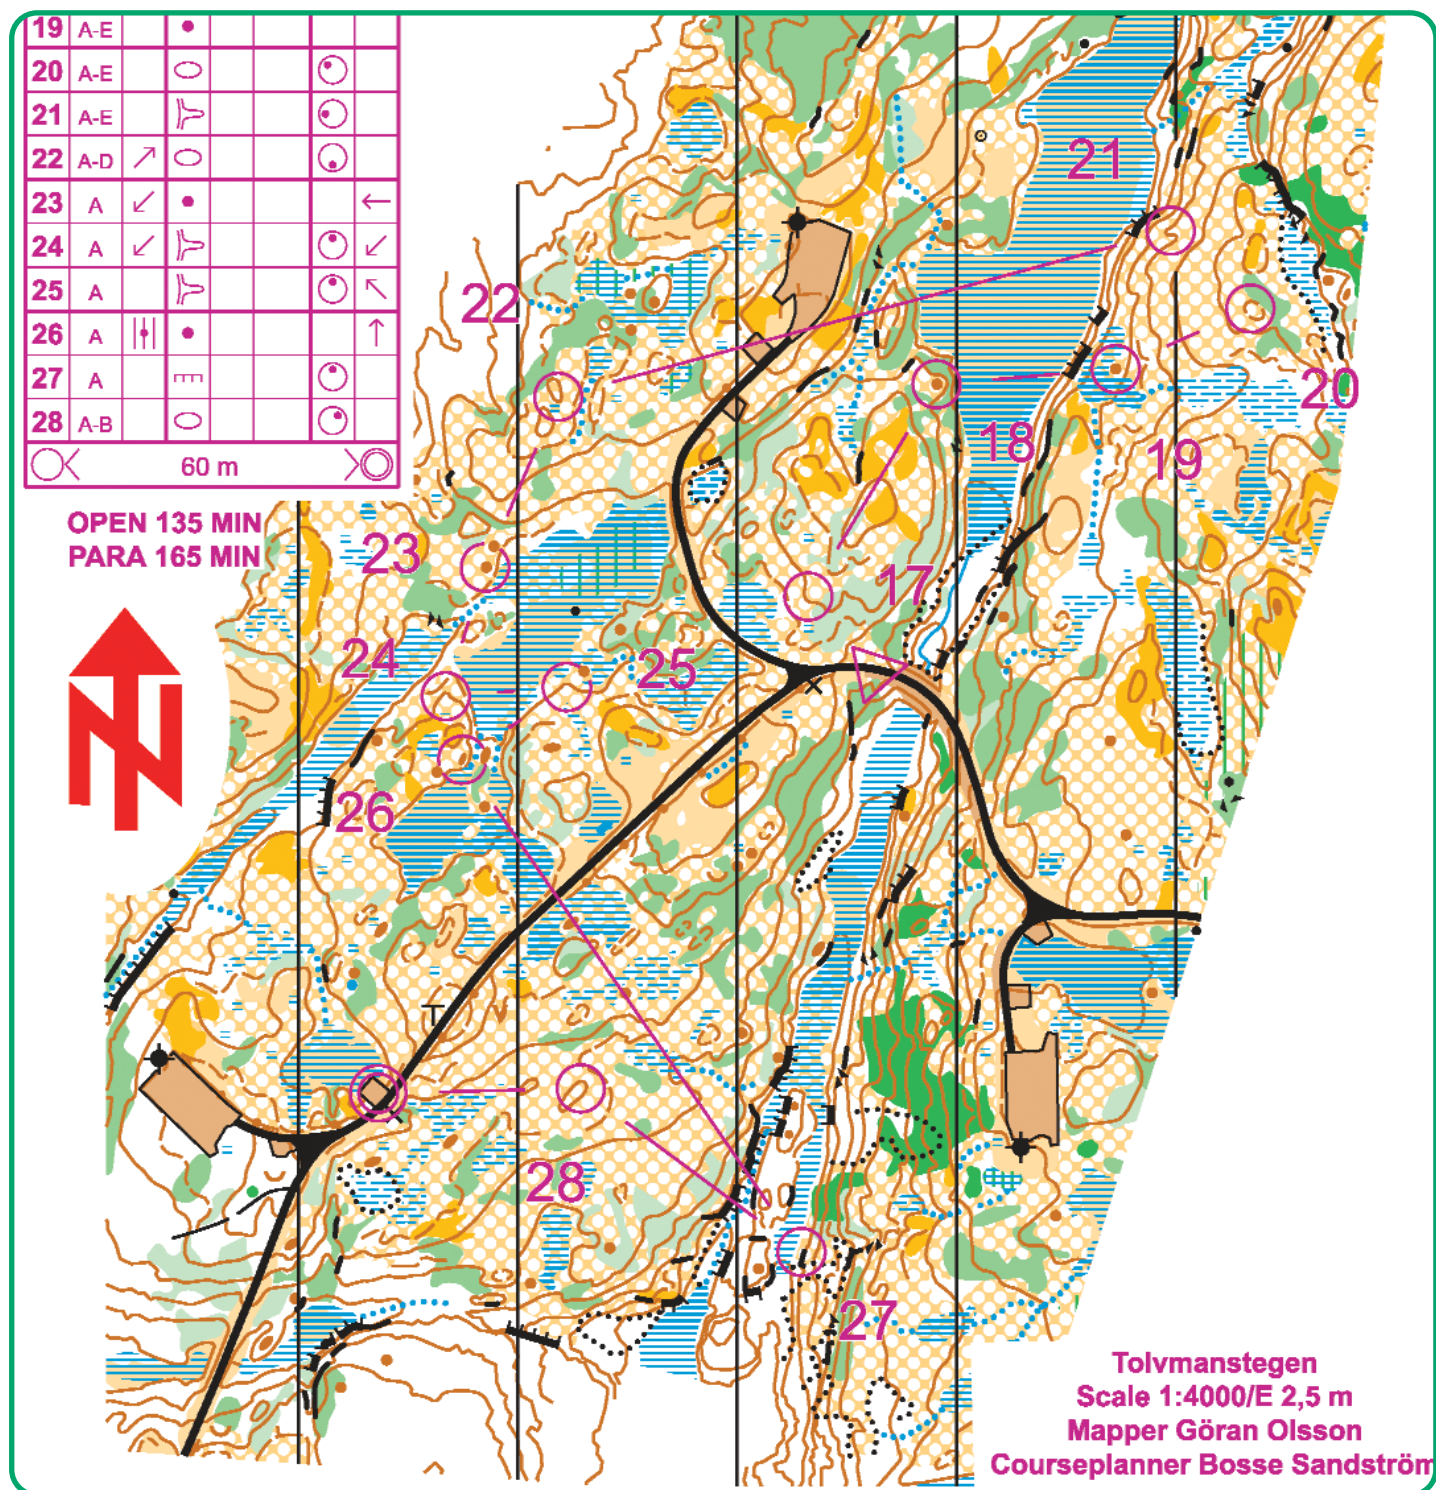 19 A-E
20 A-E
21 A-E
22 A-D
23 A
24 A
25 A
26 A
27 A
28 A-B
60 m
OPEN 135 MIN
PARA 165 MIN
21
22
20
18
19
23
17
24
25
26
28
27
Tolvmanstegen
Scale 1:4000/E 2,5 m
Mapper Göran Olsson
Courseplanner Bosse Sandström